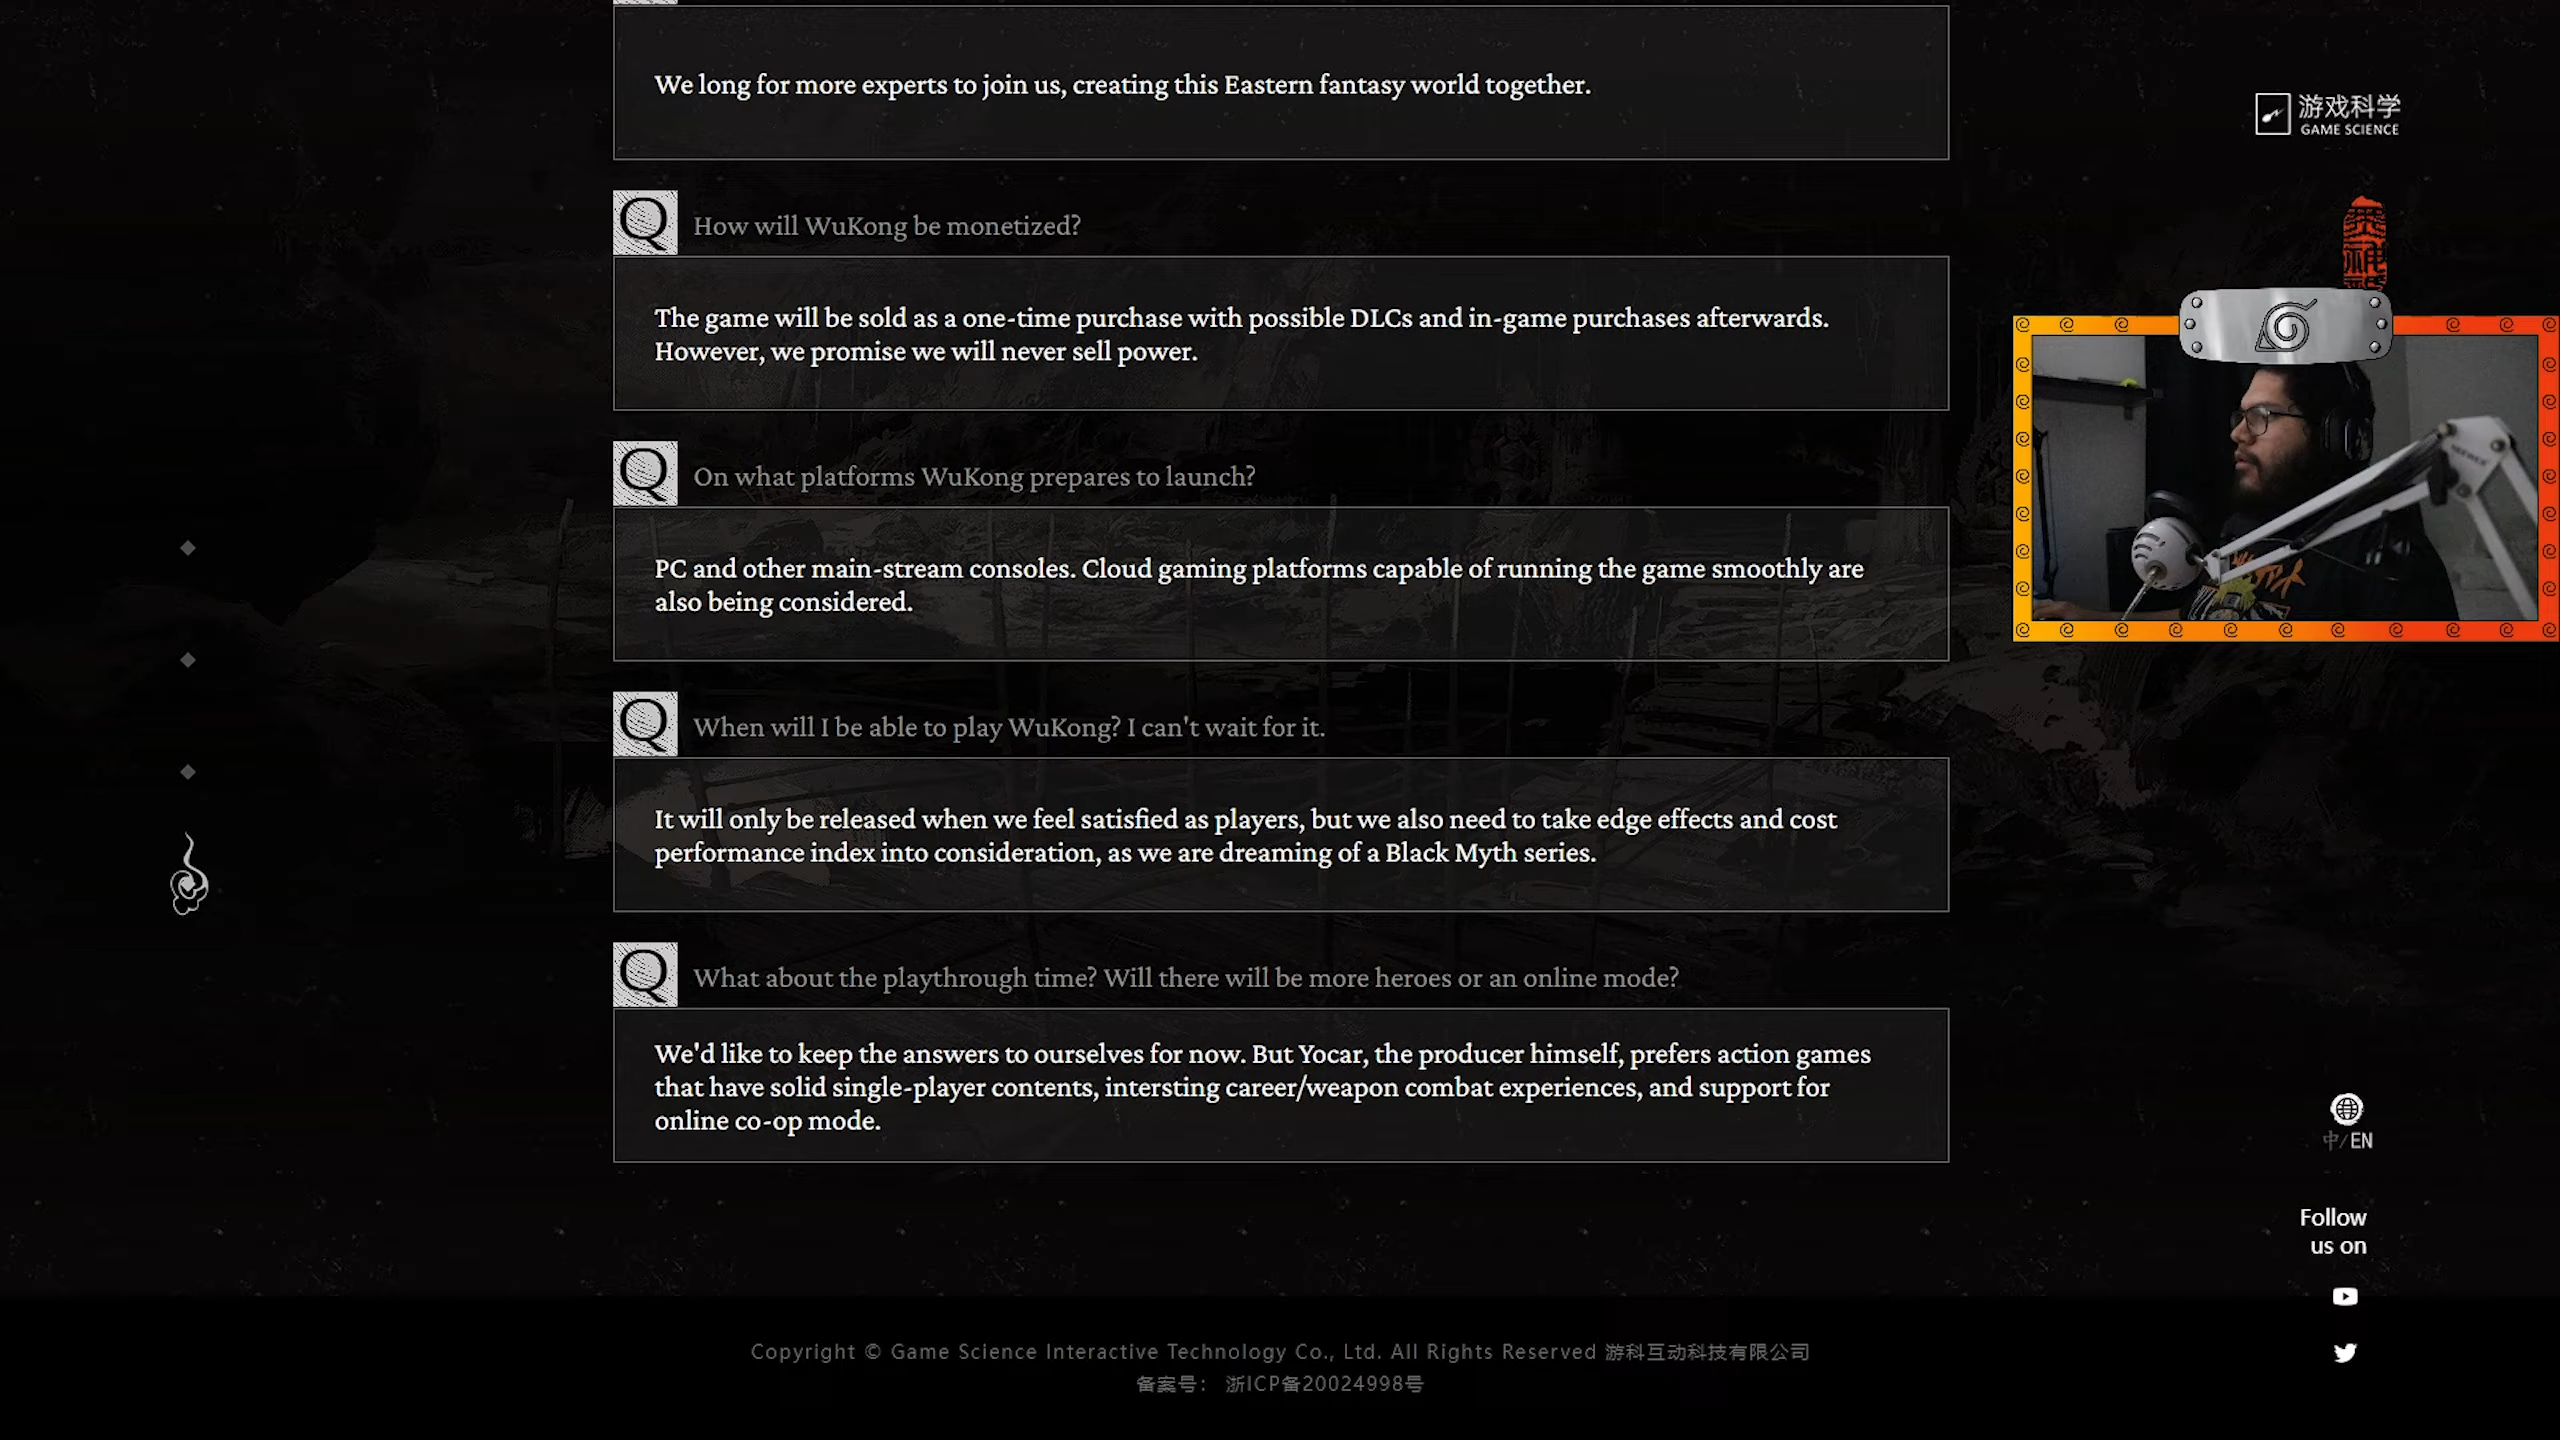 We long for more experts to join us, creating this Eastern fantasy world together.
游戏科学
GAME SCIENCE
Q How will WuKong be monetized?
The game will be sold as a one-time purchase with possible DLCs and in-game purchases afterwards.
However, we promise we will never sell power.
Q On what platforms WuKong prepares to launch?
PC and other main-stream consoles. Cloud gaming platforms capable of running the game smoothly are
also being considered.
Q When will I be able to play WuKong? I can't wait for it.
It will only be released when we feel satisfied as players, but we also need to take edge effects and cost
performance index into consideration, as we are dreaming of a Black Myth series.
Q What about the playthrough time? Will there will be more heroes or an online mode?
We'd like to keep the answers to ourselves for now. But Yocar, the producer himself, prefers action games
that have solid single-player contents, intersting career/weapon combat experiences, and support for
online co-op mode.
中/EN
Follow
us on
Copyright © Game Science Interactive Technology Co., Ltd. All Rights Reserved 游科互动科技有限公司
备案号： 浙ICP备20024998号